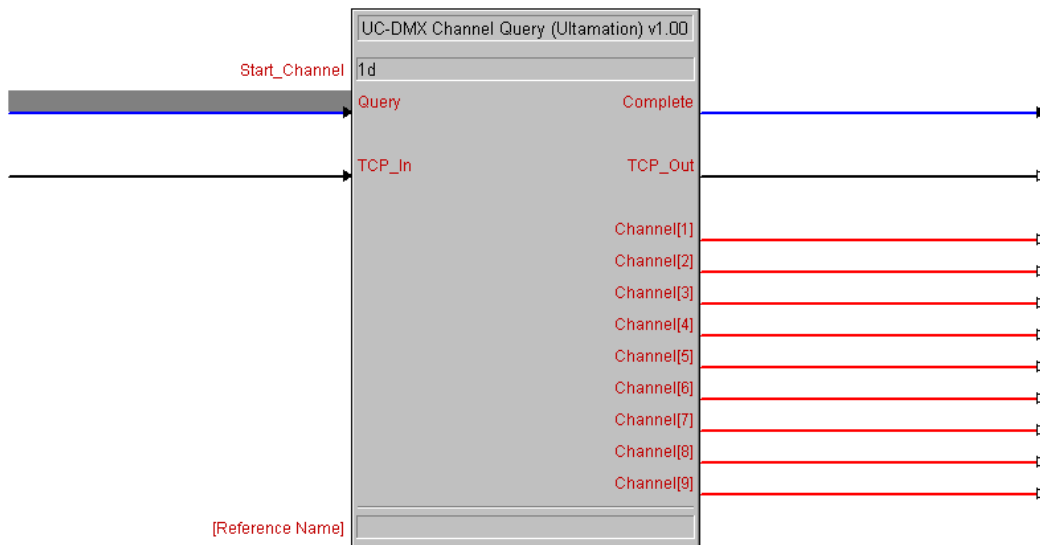 UC-DMX Channel Query (Ultamation) v1.00
Start_Channel 1d
Query Complete
TCP_In TCP_Out
Channel[1]
Channel[2]
Channel[3]
Channel[4]
Channel[5]
Channel[6]
Channel[7]
Channel[8]
Channel[9]
[Reference Name]